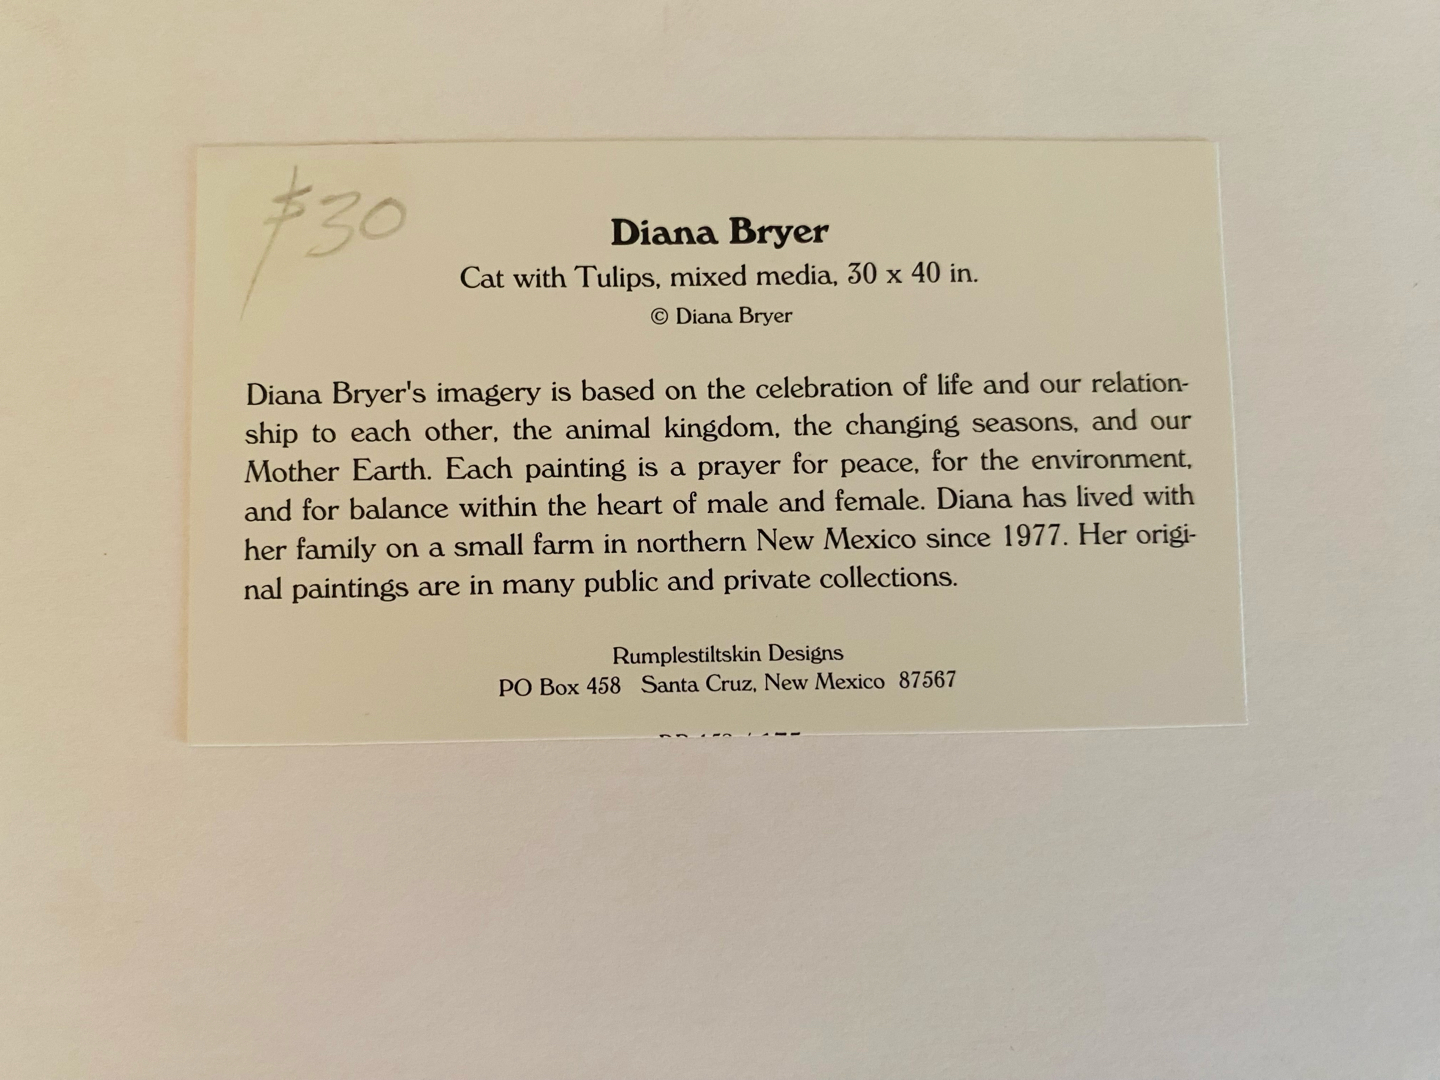 $30
Diana Bryer
Cat with Tulips, mixed media, 30 x 40 in.
© Diana Bryer
Diana Bryer's imagery is based on the celebration of life and our relation-
ship to each other, the animal kingdom, the changing seasons, and our
Mother Earth. Each painting is a prayer for peace, for the environment,
and for balance within the heart of male and female. Diana has lived with
her family on a small farm in northern New Mexico since 1977. Her origi-
nal paintings are in many public and private collections.
Rumplestiltskin Designs
PO Box 458 Santa Cruz, New Mexico 87567